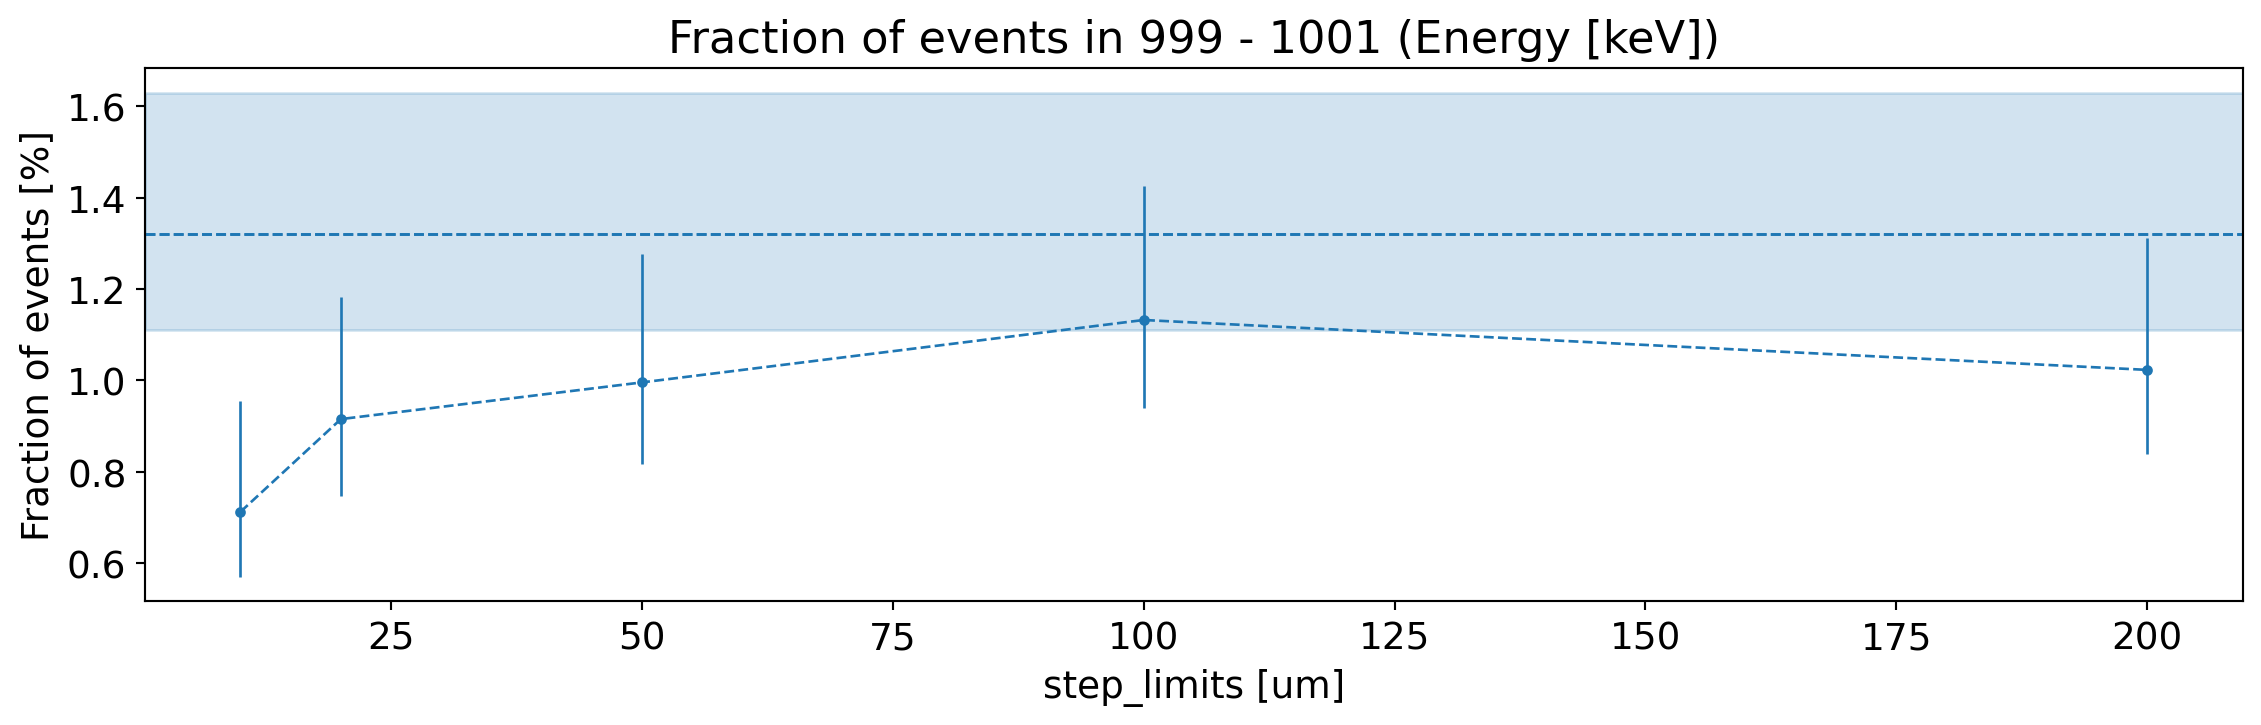 Fraction of events in 999 - 1001 (Energy [keV])
Fraction of events [%]
1.6
1.4
1.2
1.0
0.8
0.6
25 50 75 100 125 150 175 200
step_limits [um]